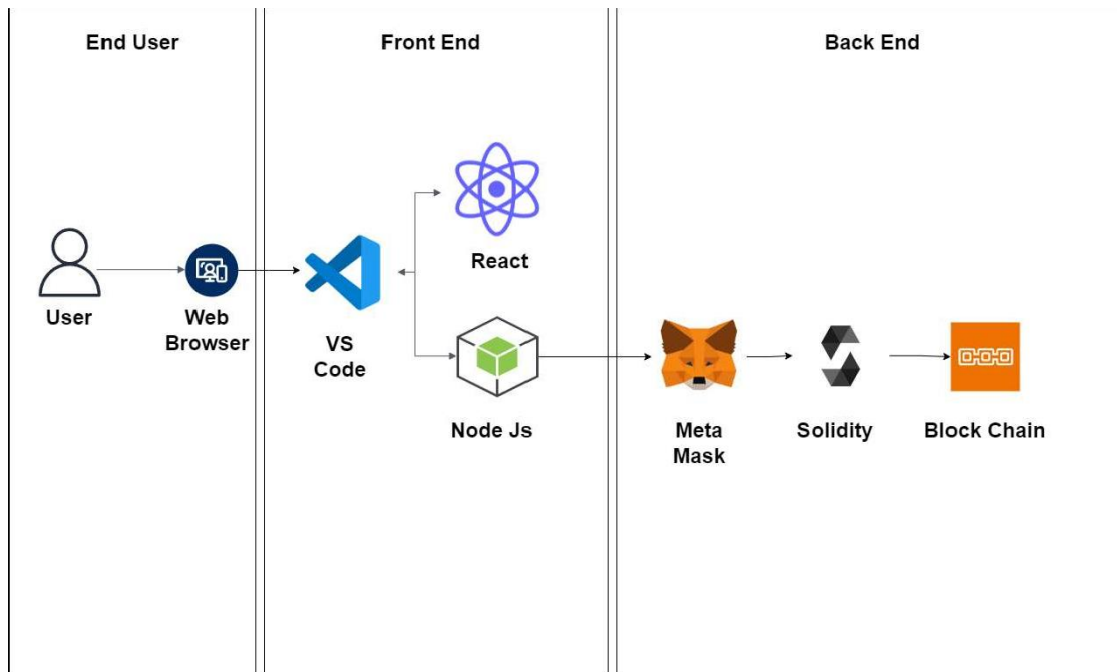 End User
Front End
Back End
React
User
Web
Browser
VS
Code
Node Js
Meta
Mask
Solidity
Block Chain